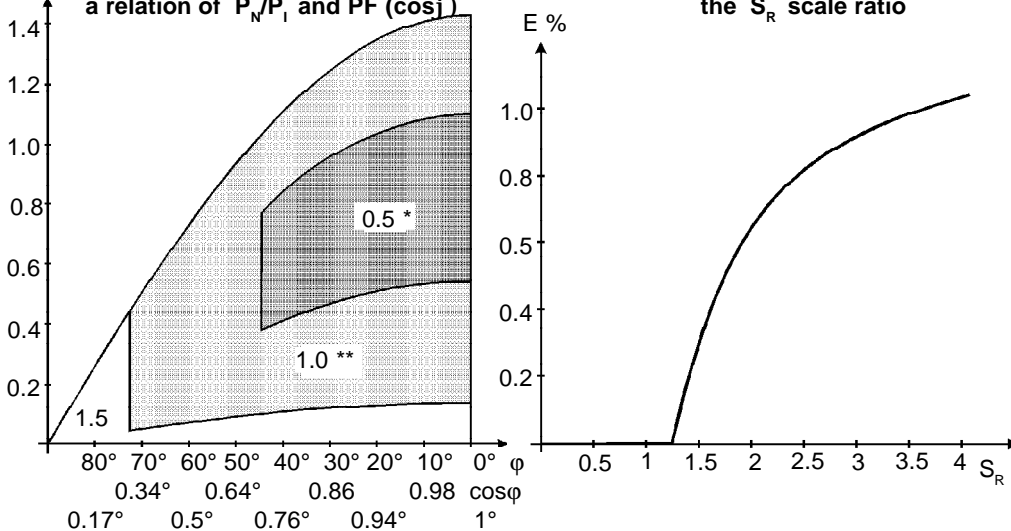 a relation of P_N/P_I and PF (cosj)
1.4
1.2
1.0
0.8
0.6
0.4
0.2
0.5 *
1.0 **
1.5
80° 70° 60° 50° 40° 30° 20° 10° 0° φ
0.34° 0.64° 0.86 0.98 cosφ
0.17° 0.5° 0.76° 0.94° 1°
the S_R scale ratio
E %
1.0
0.8
0.5
0.4
0.2
0.5 1 1.5 2 2.5 3 3.5 4 S_R